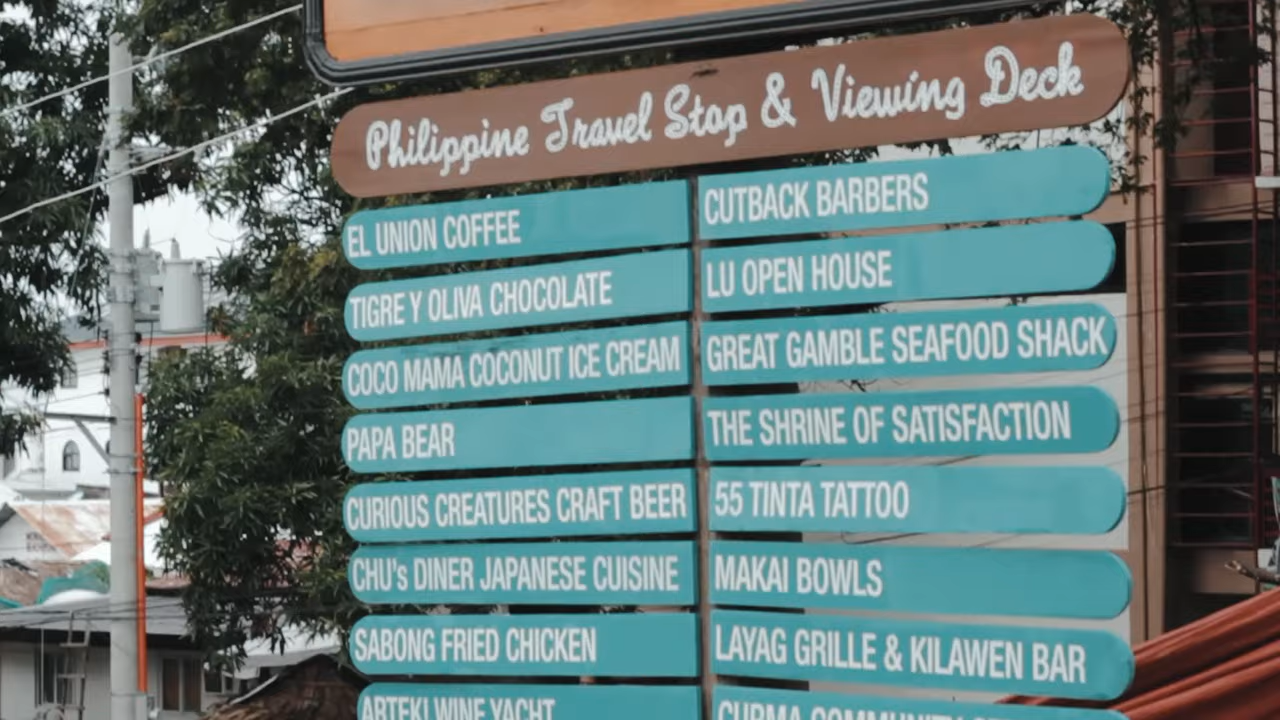 Philippine Travel Stop & Viewing Deck
EL UNION COFFEE
TIGRE Y OLIVA CHOCOLATE
COCO MAMA COCONUT ICE CREAM
PAPA BEAR
CURIOUS CREATURES CRAFT BEER
CHU's DINER JAPANESE CUISINE
SABONG FRIED CHICKEN
ARTEKI WINE YACHT
CUTBACK BARBERS
LU OPEN HOUSE
GREAT GAMBLE SEAFOOD SHACK
THE SHRINE OF SATISFACTION
55 TINTA TATTOO
MAKAI BOWLS
LAYAG GRILLE & KILAWEN BAR
CURMA COMMUNITY